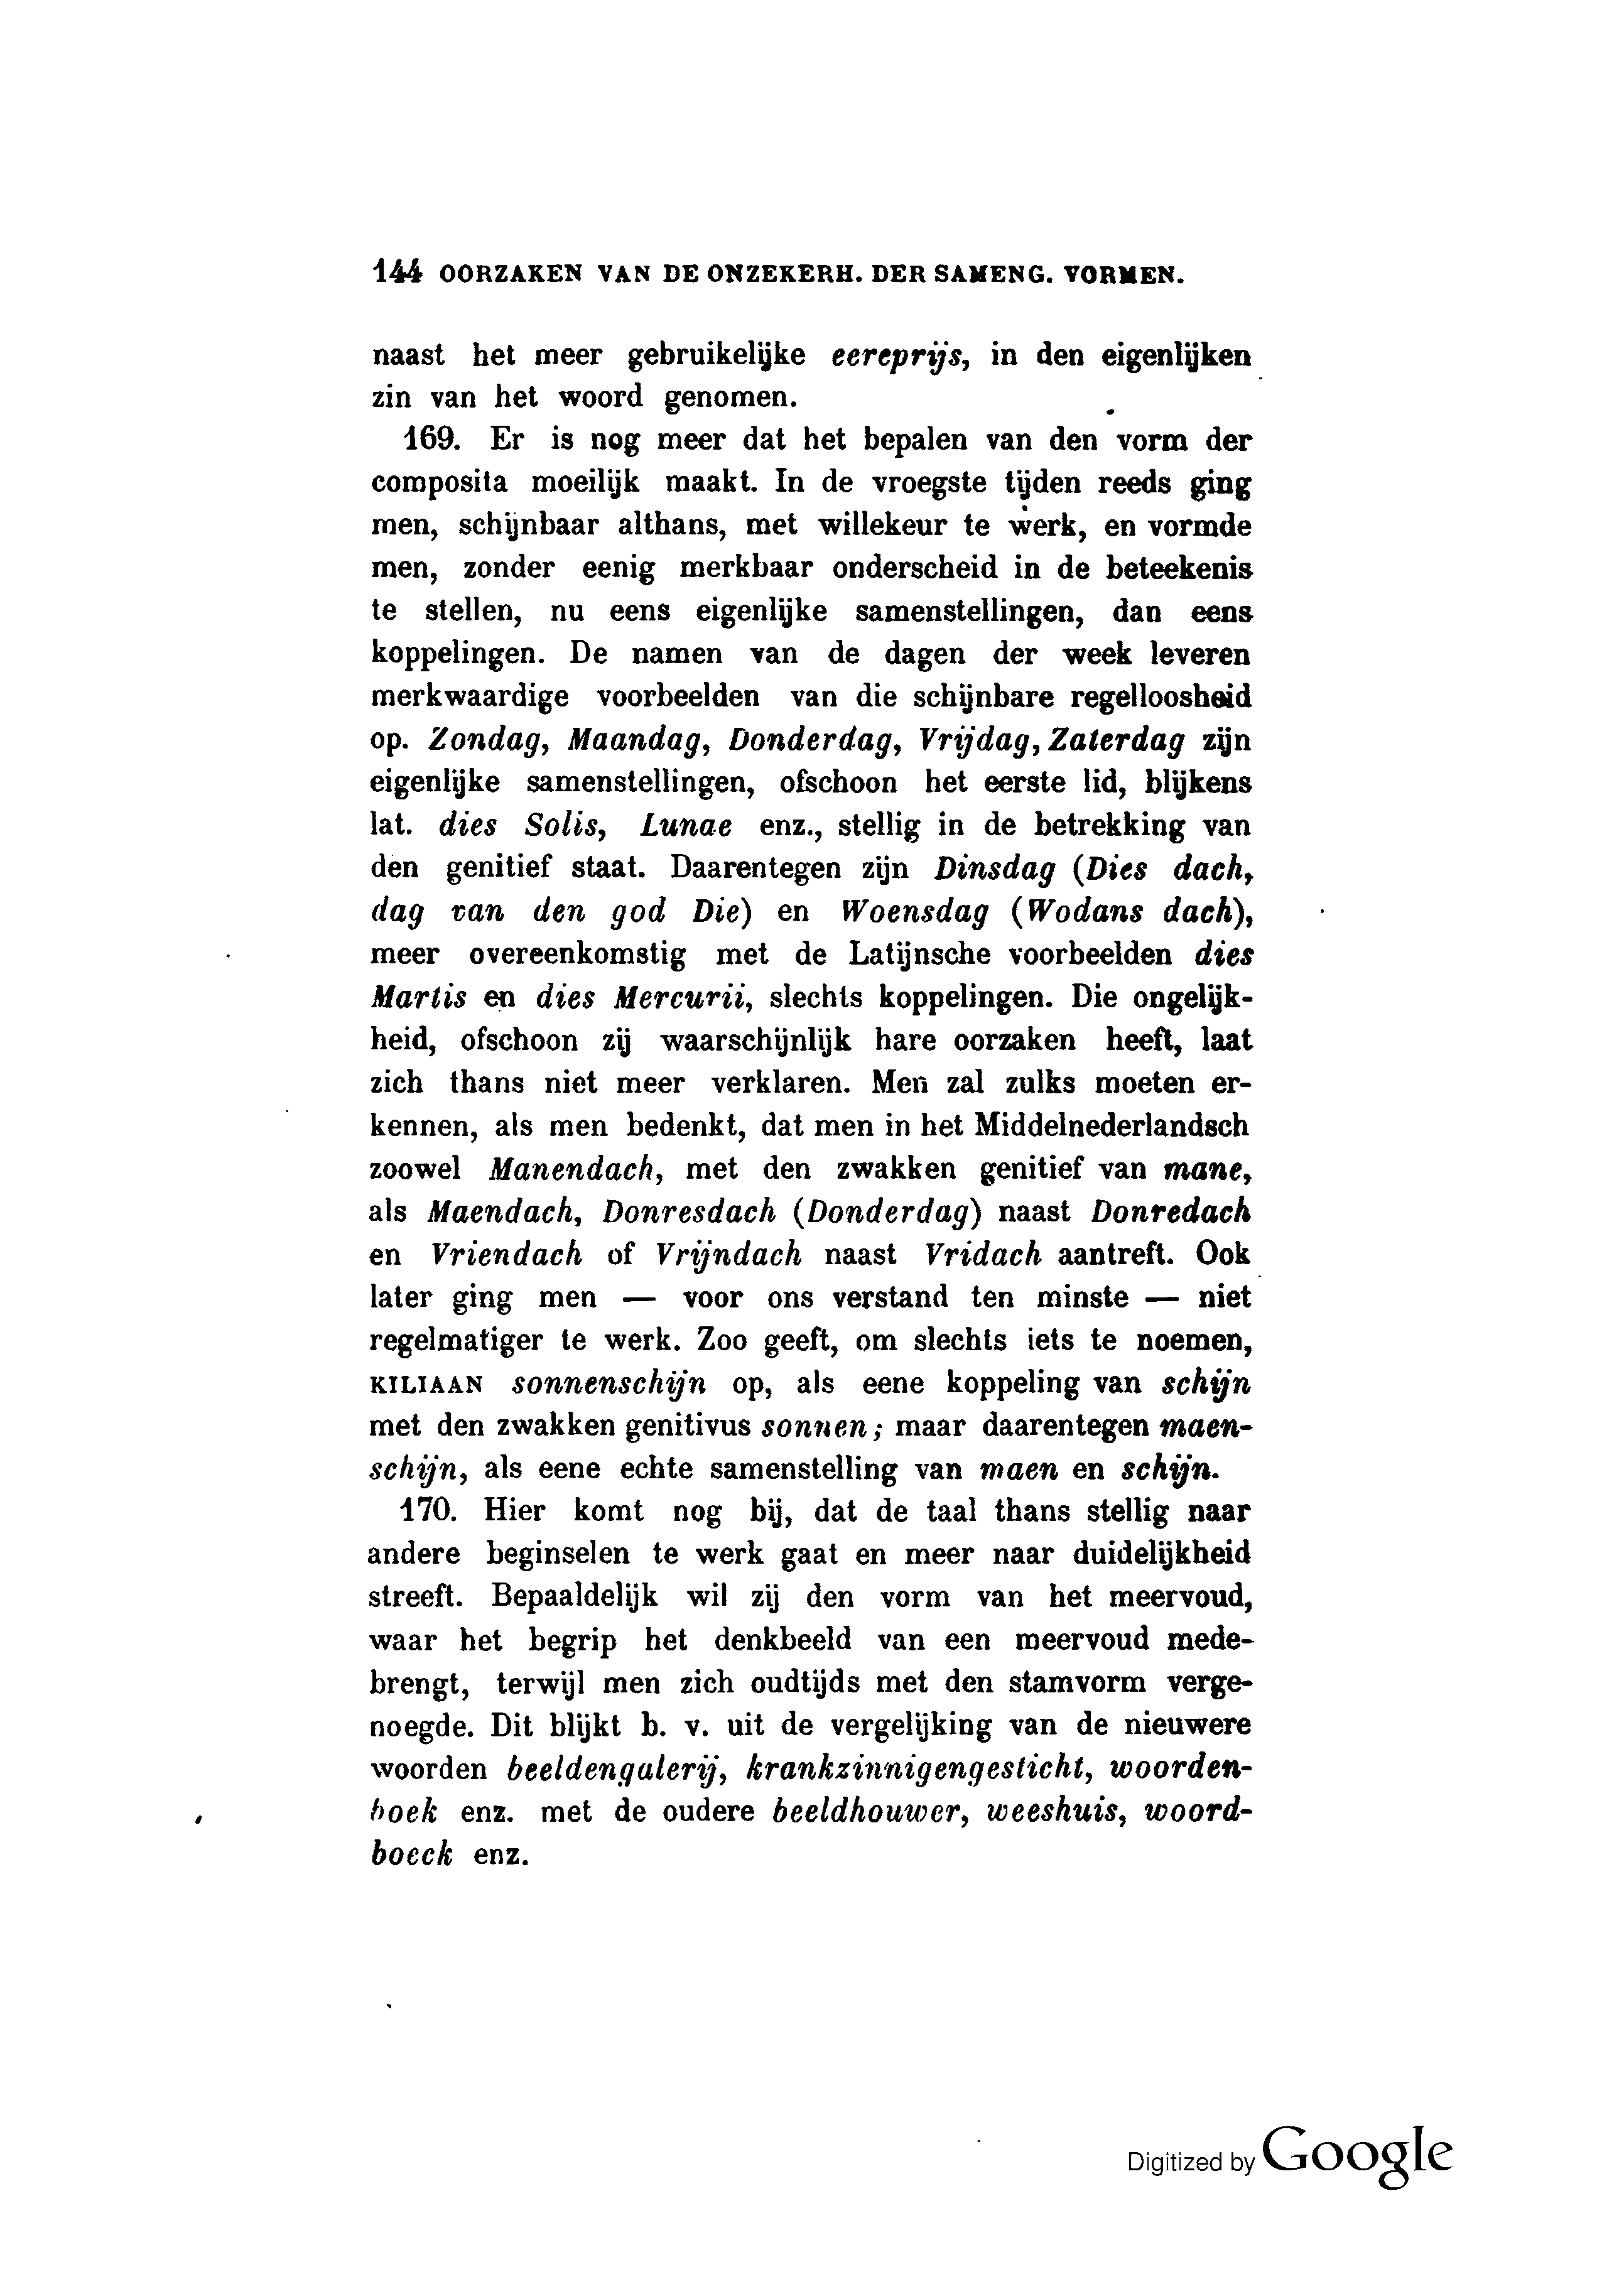 144 OORZAKEN VAN DE ONZEKERH. DER SAMENG. VORMEN.
naast het meer gebruikelijke eereprijs, in den eigenlijken
zin van het woord genomen.
169. Er is nog meer dat het bepalen van den vorm der
composita moeilijk maakt. In de vroegste tijden reeds ging
men, schijnbaar althans, met willekeur te werk, en vormde
men, zonder eenig merkbaar onderscheid in de beteekenis
te stellen, nu eens eigenlijke samenstellingen, dan eens
koppelingen. De namen van de dagen der week leveren
merkwaardige voorbeelden van die schijnbare regelloosheid
op. Zondag, Maandag, Donderdag, Vrijdag, Zaterdag zijn
eigenlijke samenstellingen, ofschoon het eerste lid, blijkens
lat. dies Solis, Lunae enz., stellig in de betrekking van
den genitief staat. Daarentegen zijn Dinsdag (Dies dach,
dag van den god Die) en Woensdag (Wodans dach),
meer overeenkomstig met de Latijnsche voorbeelden dies
Martis en dies Mercurii, slechts koppelingen. Die ongelijk-
heid, ofschoon zij waarschijnlijk hare oorzaken heeft, laat
zich thans niet meer verklaren. Men zal zulks moeten er-
kennen, als men bedenkt, dat men in het Middelnederlandsch
zoowel Manendach, met den zwakken genitief van mane,
als Maendach, Donresdach (Donderdag) naast Donredach
en Vriendach of Vrijndach naast Vridach aantreft. Ook
later ging men — voor ons verstand ten minste — niet
regelmatiger te werk. Zoo geeft, om slechts iets te noemen,
KILIAAN sonnenschijn op, als eene koppeling van schijn
met den zwakken genitivus sonnen; maar daarentegen maen-
schijn, als eene echte samenstelling van maen en schijn.
170. Hier komt nog bij, dat de taal thans stellig naar
andere beginselen te werk gaat en meer naar duidelijkheid
streeft. Bepaaldelijk wil zij den vorm van het meervoud,
waar het begrip het denkbeeld van een meervoud mede-
brengt, terwijl men zich oudtijds met den stamvorm verge-
noegde. Dit blijkt b. v. uit de vergelijking van de nieuwere
woorden beeldengalerij, krankzinnigengesticht, woorden-
boek enz. met de oudere beeldhouwer, weeshuis, woord-
boeck enz.
Digitized by Google